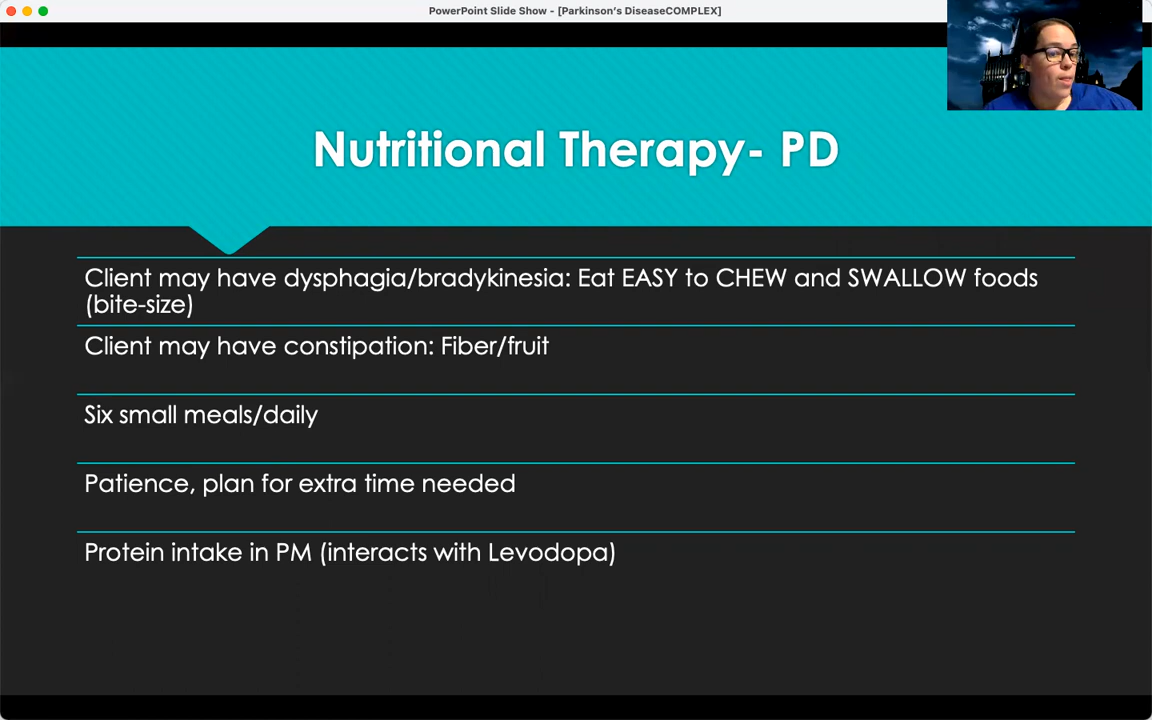 PowerPoint Slide Show - [Parkinson's DiseaseCOMPLEX]
Nutritional Therapy- PD
Client may have dysphagia/bradykinesia: Eat EASY to CHEW and SWALLOW foods
(bite-size)
Client may have constipation: Fiber/fruit
Six small meals/daily
Patience, plan for extra time needed
Protein intake in PM (interacts with Levodopa)